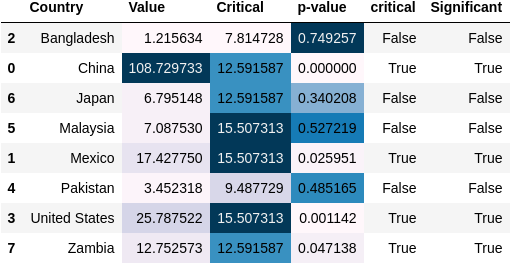 Country Value Critical p-value critical Significant
2 Bangladesh 1.215634 7.814728 0.749257 False False
0 China 108.729733 12.591587 0.000000 True True
6 Japan 6.795148 12.591587 0.340208 False False
5 Malaysia 7.087530 15.507313 0.527219 False False
1 Mexico 17.427750 15.507313 0.025951 True True
4 Pakistan 3.452318 9.487729 0.485165 False False
3 United States 25.787522 15.507313 0.001142 True True
7 Zambia 12.752573 12.591587 0.047138 True True